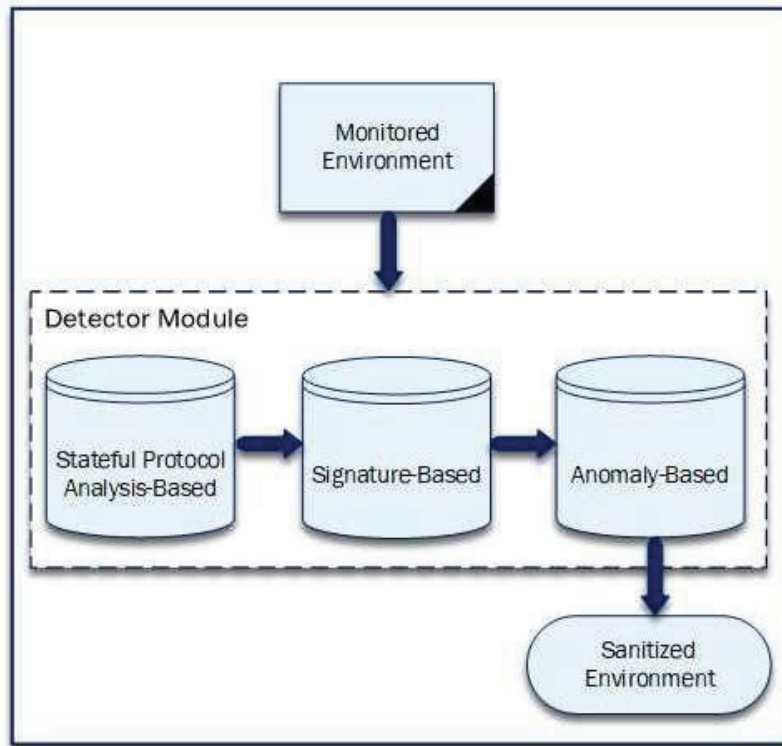 Monitored
Environment
Detector Module
Stateful Protocol
Analysis-Based
Signature-Based
Anomaly-Based
Sanitized
Environment